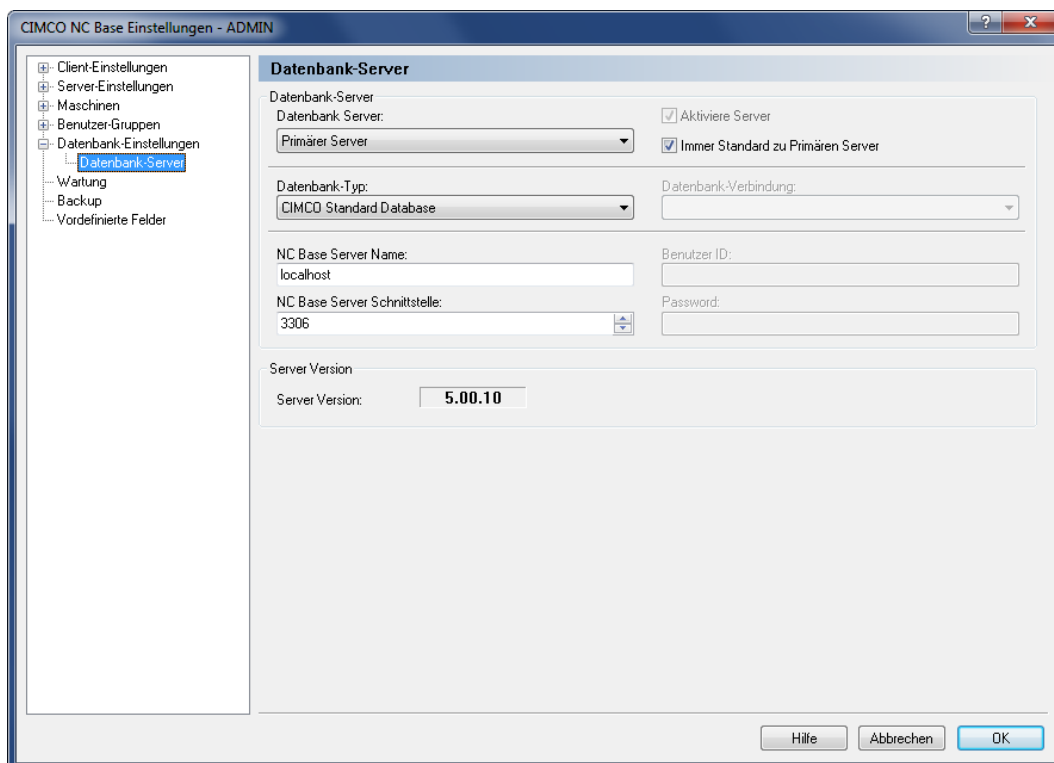 CIMCO NC Base Einstellungen - ADMIN
Client-Einstellungen
Server-Einstellungen
Maschinen
Benutzer-Gruppen
Datenbank-Einstellungen
Datenbank-Server
Wartung
Backup
Vordefinierte Felder
Datenbank-Server
Datenbank-Server
Datenbank Server:
Primärer Server
Aktiviere Server
Immer Standard zu Primären Server
Datenbank-Typ:
CIMCO Standard Database
Datenbank-Verbindung:
NC Base Server Name:
localhost
Benutzer ID:
NC Base Server Schnittstelle:
3306
Password:
Server Version
Server Version:
5.00.10
Hilfe
Abbrechen
OK